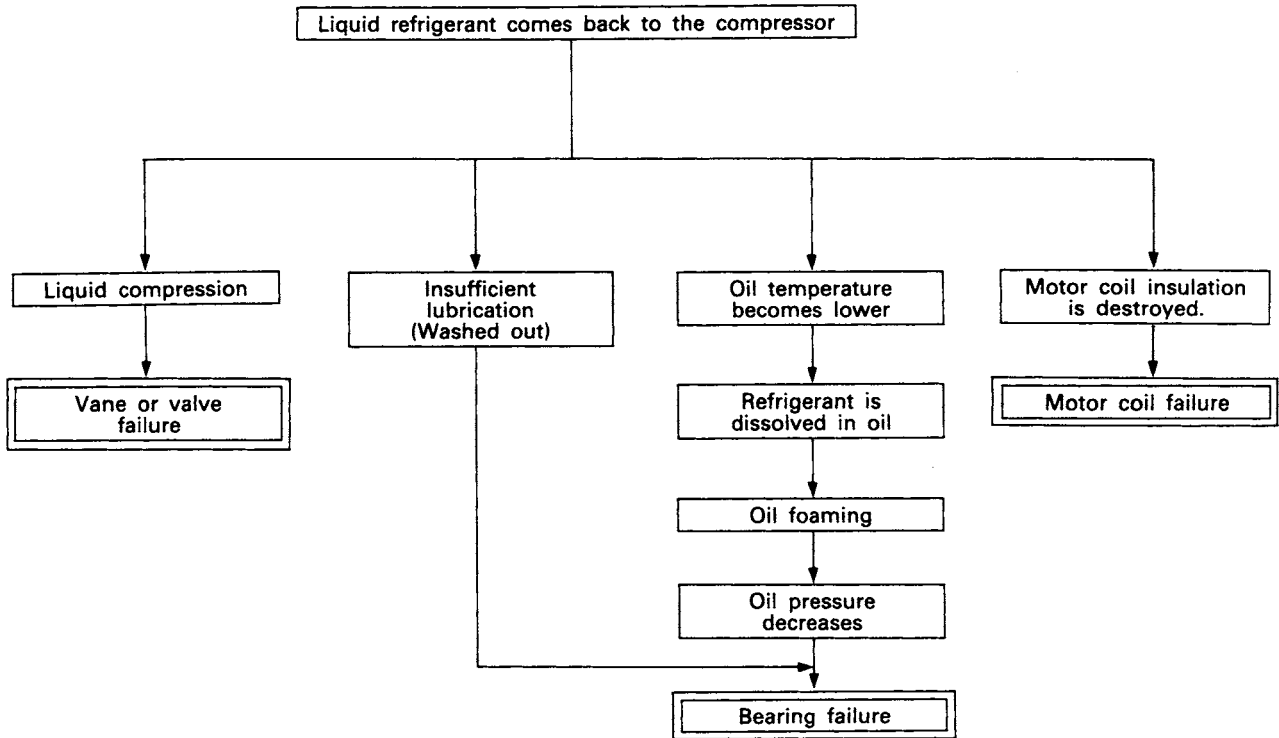 Liquid refrigerant comes back to the compressor
Liquid compression
Insufficient
lubrication
(Washed out)
Oil temperature
becomes lower
Motor coil insulation
is destroyed.
Vane or valve
failure
Refrigerant is
dissolved in oil
Motor coil failure
Oil foaming
Oil pressure
decreases
Bearing failure